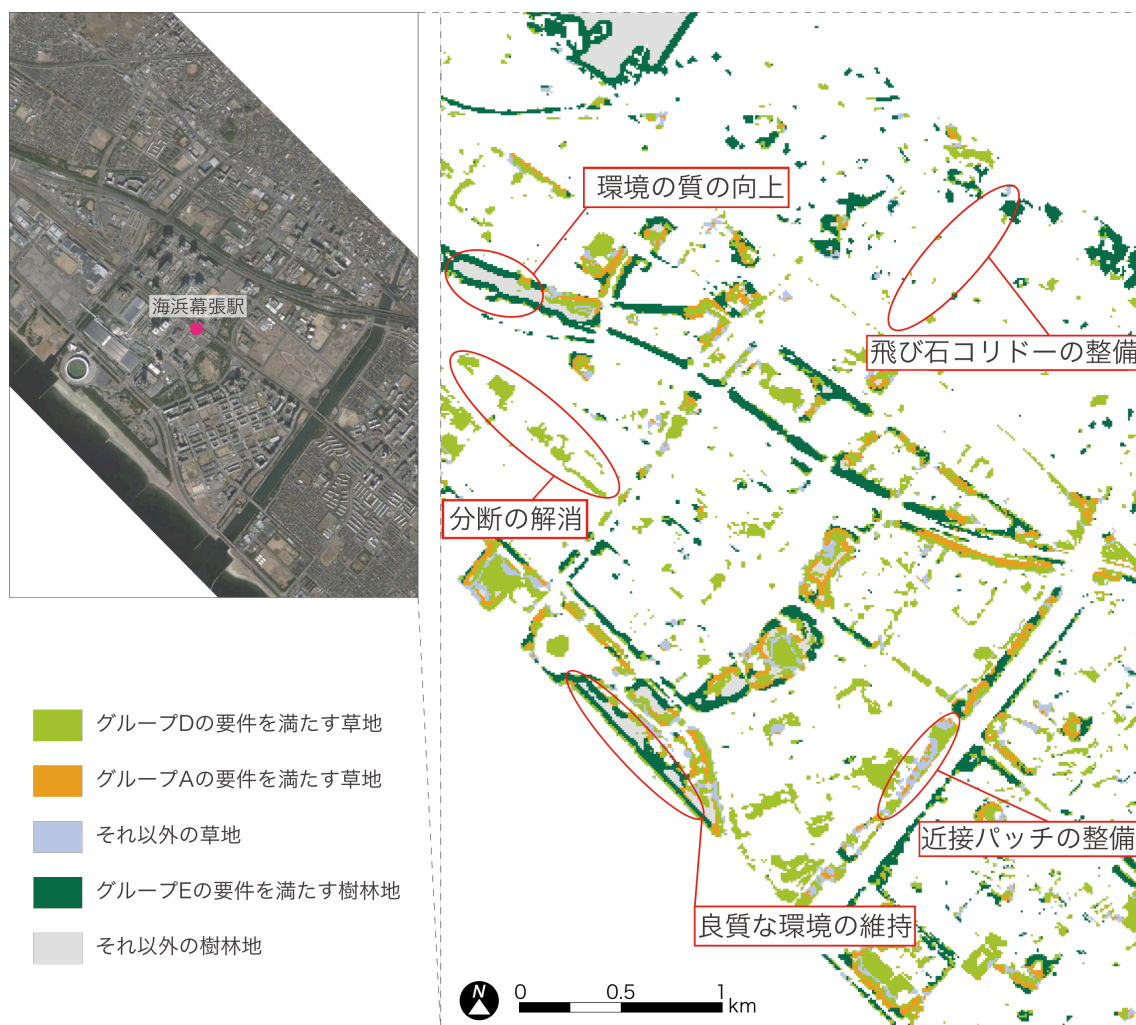 海浜幕張駅
環境の質の向上
飛び石コリドーの整備
分断の解消
近接パッチの整備
良質な環境の維持
グループDの要件を満たす草地
グループAの要件を満たす草地
それ以外の草地
グループEの要件を満たす樹林地
それ以外の樹林地
N
0 0.5 1
km